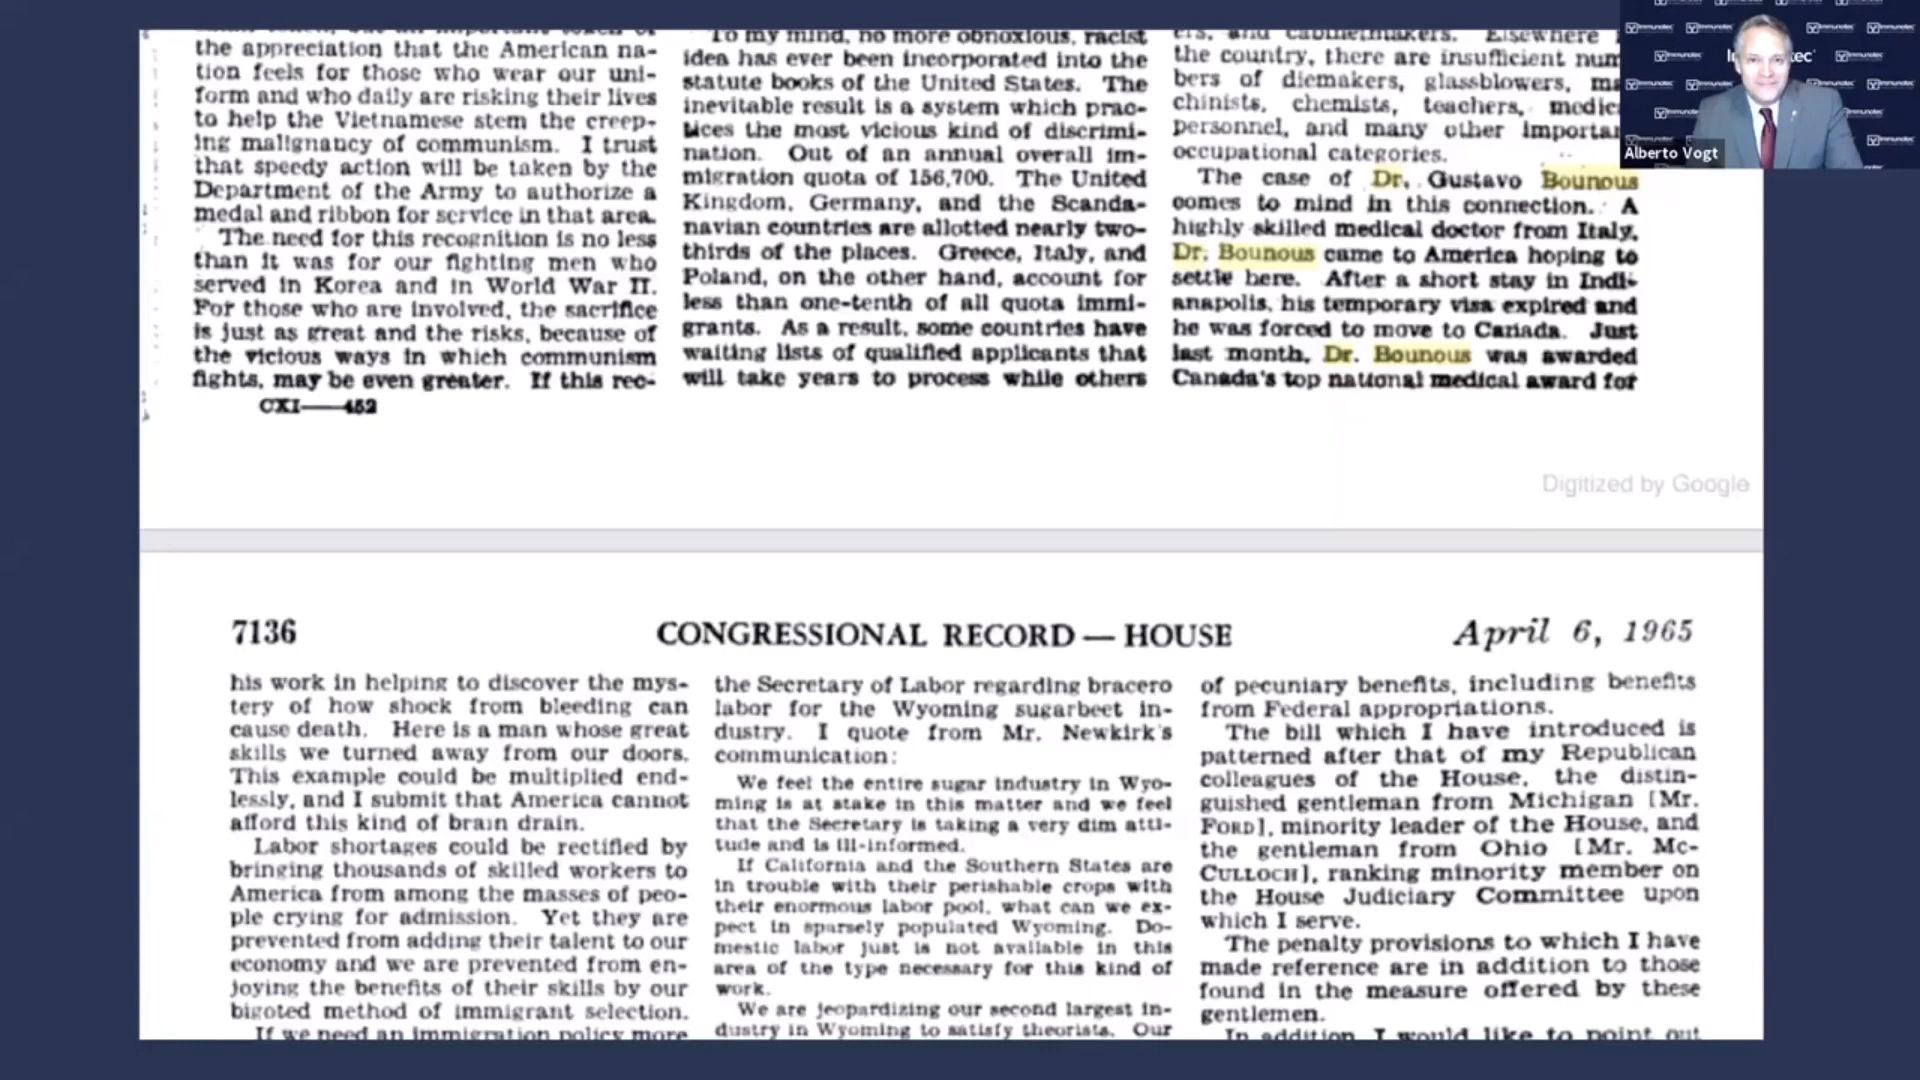 the appreciation that the American na-
tion feels for those who wear our uni-
form and who daily are risking their lives
to help the Vietnamese stem the creep-
ing malignancy of communism. I trust
that speedy action will be taken by the
Department of the Army to authorize a
medal and ribbon for service in that area.
The need for this recognition is no less
than it was for our fighting men who
served in Korea and in World War II.
For those who are involved, the sacrifice
is just as great and the risks, because of
the vicious ways in which communism
fights, may be even greater. If this rec-
CXI——452
To my mind, no more obnoxious, racist
idea has ever been incorporated into the
statute books of the United States. The
inevitable result is a system which prac-
tices the most vicious kind of discrimi-
nation. Out of an annual overall im-
migration quota of 156,700. The United
Kingdom, Germany, and the Scanda-
navian countries are allotted nearly two-
thirds of the places. Greece, Italy, and
Poland, on the other hand, account for
less than one-tenth of all quota immi-
grants. As a result, some countries have
waiting lists of qualified applicants that
will take years to process while others
ers, and cabinetmakers. Elsewhere
the country, there are insufficient num
bers of diemakers, glassblowers, ma
chinists, chemists, teachers, medic
personnel, and many other importan
occupational categories.
The case of Dr. Gustavo Bounous
comes to mind in this connection. A
highly skilled medical doctor from Italy,
Dr. Bounous came to America hoping to
settle here. After a short stay in Indi-
anapolis, his temporary visa expired and
he was forced to move to Canada. Just
last month, Dr. Bounous was awarded
Canada's top national medical award for
Alberto Vogt
Digitized by Google
7136
CONGRESSIONAL RECORD — HOUSE
April 6, 1965
his work in helping to discover the mys-
tery of how shock from bleeding can
cause death. Here is a man whose great
skills we turned away from our doors.
This example could be multiplied end-
lessly, and I submit that America cannot
afford this kind of brain drain.
Labor shortages could be rectified by
bringing thousands of skilled workers to
America from among the masses of peo-
ple crying for admission. Yet they are
prevented from adding their talent to our
economy and we are prevented from en-
joying the benefits of their skills by our
bigoted method of immigrant selection.
If we need an immigration policy more
the Secretary of Labor regarding bracero
labor for the Wyoming sugarbeet in-
dustry. I quote from Mr. Newkirk's
communication:
We feel the entire sugar industry in Wyo-
ming is at stake in this matter and we feel
that the Secretary is taking a very dim atti-
tude and is ill-informed.
If California and the Southern States are
in trouble with their perishable crops with
their enormous labor pool, what can we ex-
pect in sparsely populated Wyoming. Do-
mestic labor just is not available in this
area of the type necessary for this kind of
work.
We are jeopardizing our second largest in-
dustry in Wyoming to satisfy theorists. Our
of pecuniary benefits, including benefits
from Federal appropriations.
The bill which I have introduced is
patterned after that of my Republican
colleagues of the House, the distin-
guished gentleman from Michigan [Mr.
FORD], minority leader of the House, and
the gentleman from Ohio [Mr. Mc-
CULLOCH], ranking minority member on
the House Judiciary Committee upon
which I serve.
The penalty provisions to which I have
made reference are in addition to those
found in the measure offered by these
gentlemen.
In addition, I would like to point out